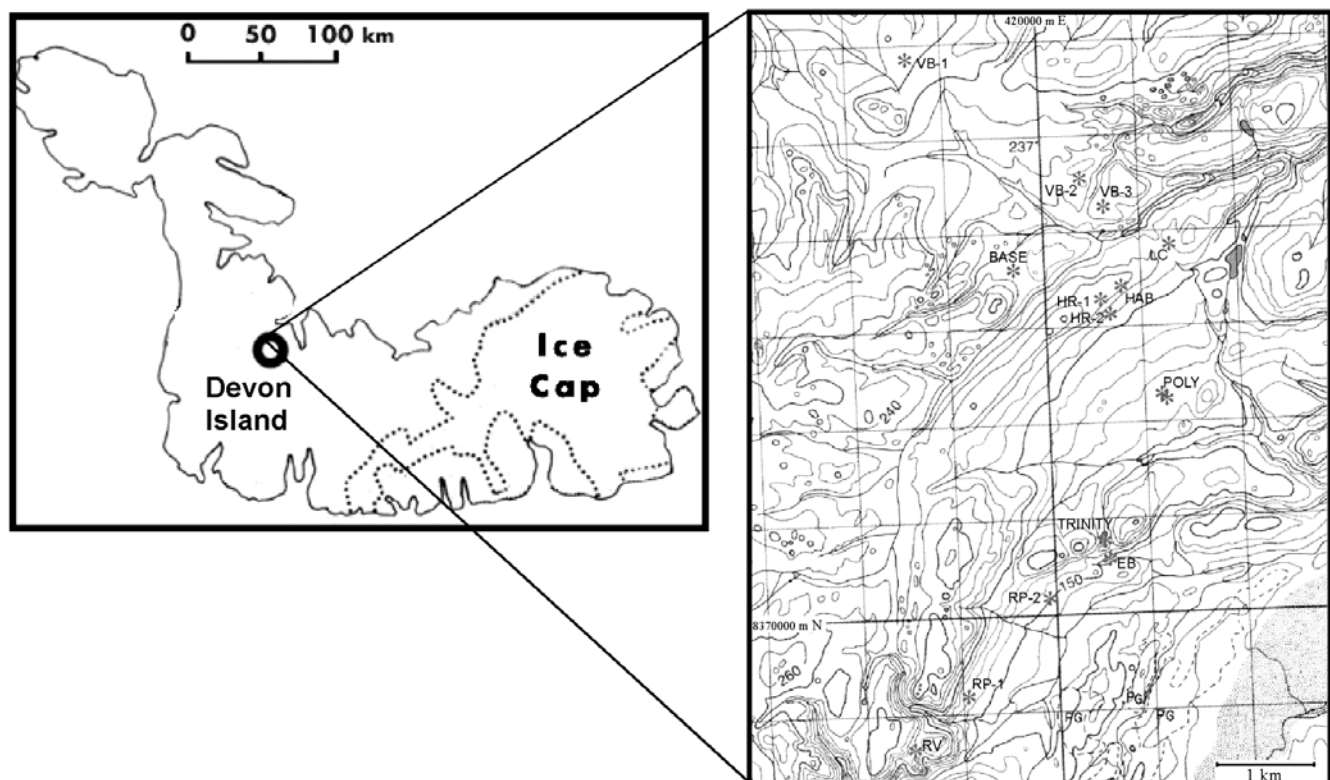 0 50 100 km
Devon
Island
Ice
Cap
420000 m E
VB-1
237
VB-2
VB-3
BASE
LC
HR-1
HAB
HR-2
POLY
240
TRINITY
EB
150
RP-2
8370000 m N
260
RP-1
PG
PG
PG
RV
1 km